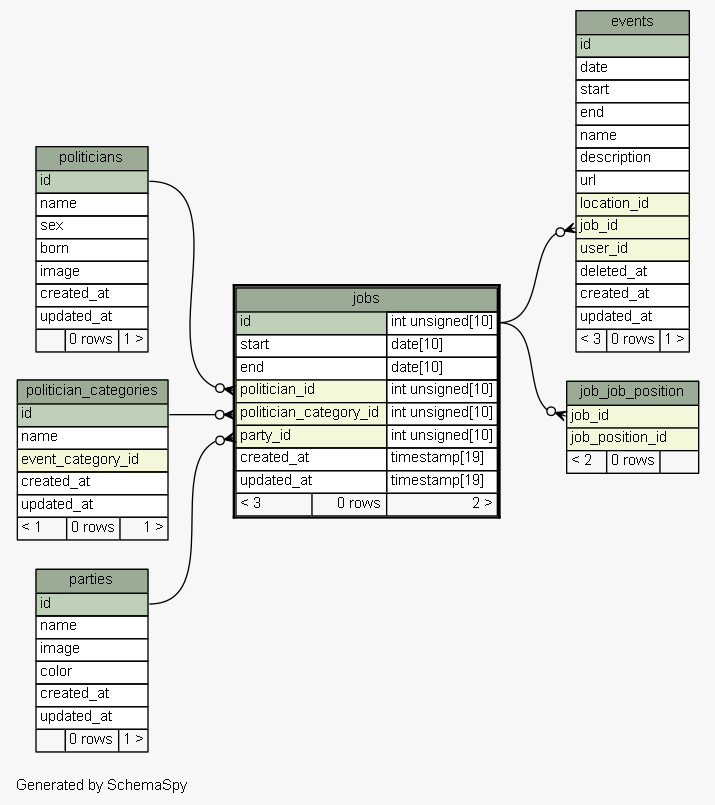 events
id
date
start
end
name
description
url
location_id
job_id
user_id
deleted_at
created_at
updated_at
< 3 0 rows 1 >
politicians
id
name
sex
born
image
created_at
updated_at
0 rows 1 >
jobs
id int unsigned[10]
start date[10]
end date[10]
politician_id int unsigned[10]
politician_category_id int unsigned[10]
party_id int unsigned[10]
created_at timestamp[19]
updated_at timestamp[19]
< 3 0 rows 2 >
politician_categories
id
name
event_category_id
created_at
updated_at
< 1 0 rows 1 >
job_job_position
job_id
job_position_id
< 2 0 rows
parties
id
name
image
color
created_at
updated_at
0 rows 1 >
Generated by SchemaSpy